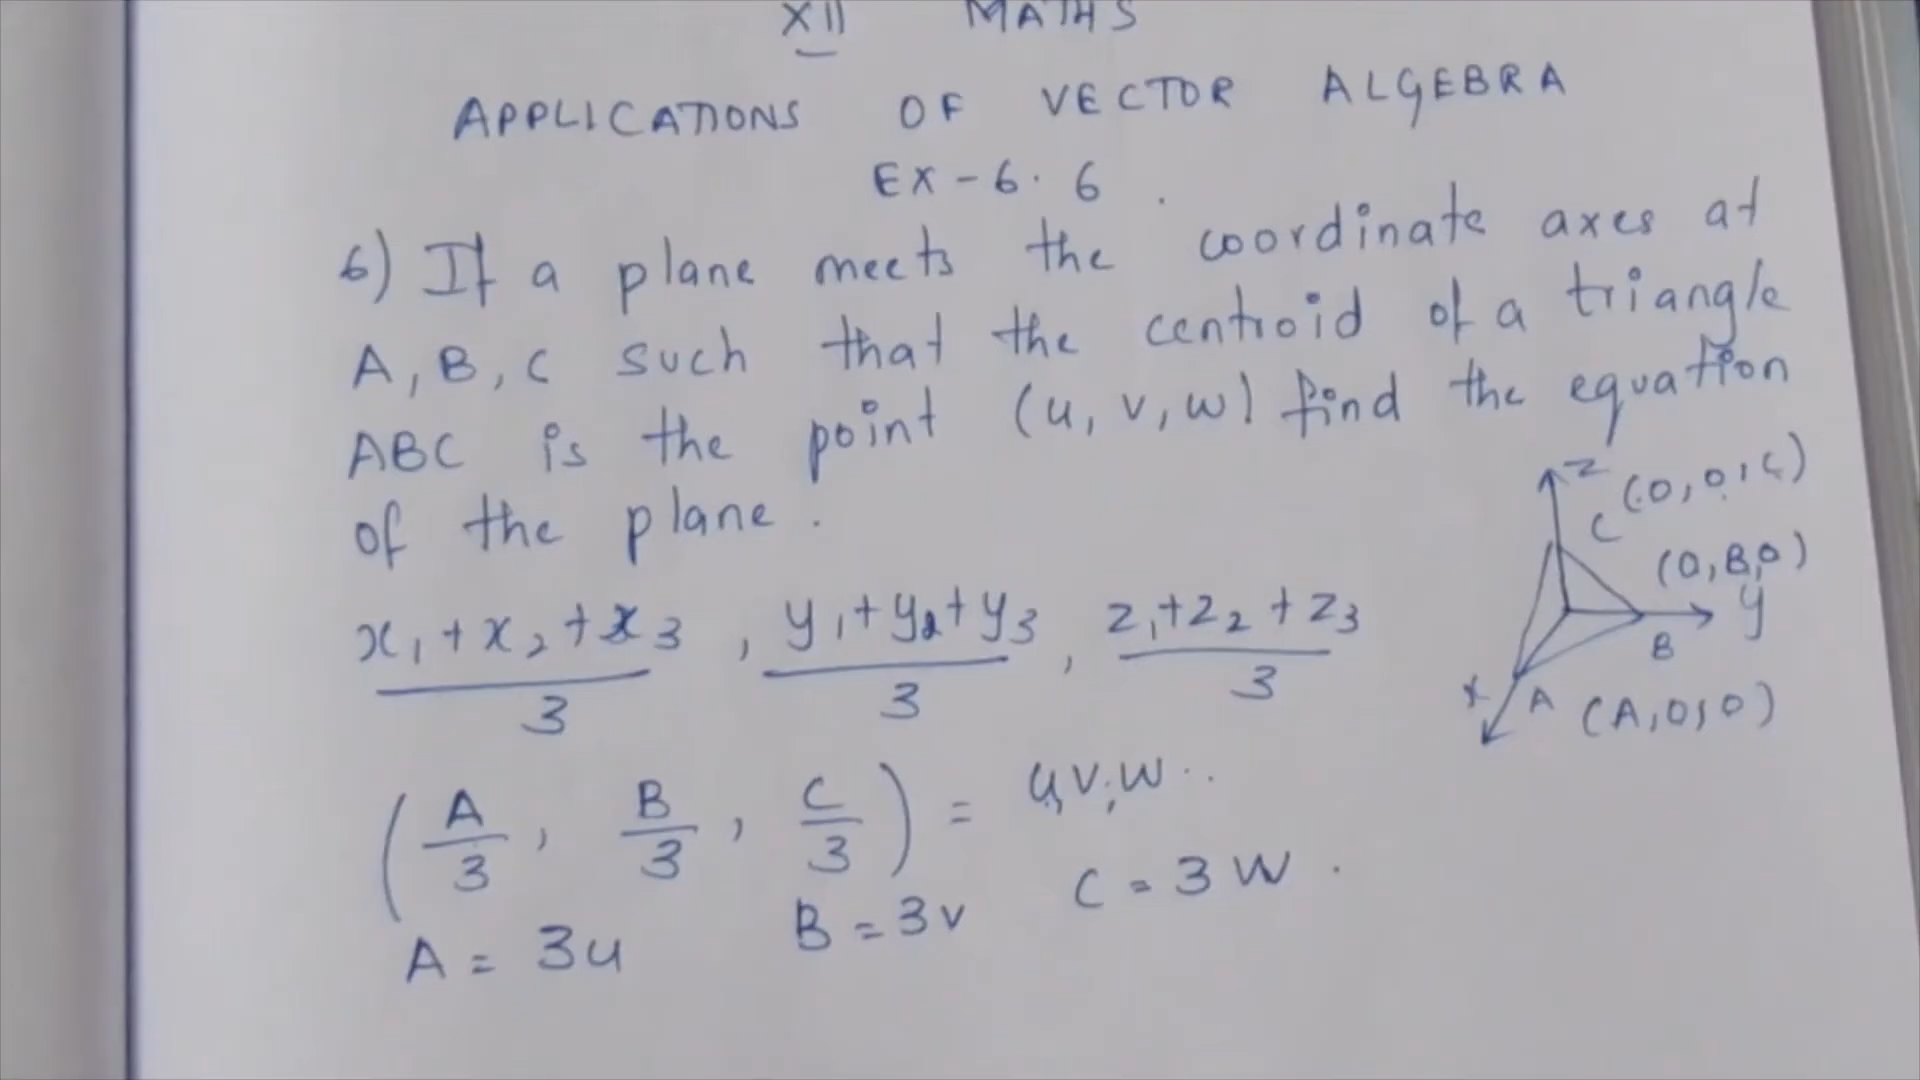 XII MATHS
APPLICATIONS OF VECTOR ALGEBRA
EX - 6.6.
6) If a plane meets the coordinate axes at
A, B, C such that the centroid of a triangle
ABC is the point (u, v, w) find the equation
of the plane.
z
(0, 0, C)
C
(0, B, 0)
y
B
x A (A, 0, 0)
x₁ + x₂ + x₃ / 3 , y₁ + y₂ + y₃ / 3 , z₁ + z₂ + z₃ / 3
(A/3, B/3, C/3) = u, v, w ..
A = 3u B = 3v C = 3w .